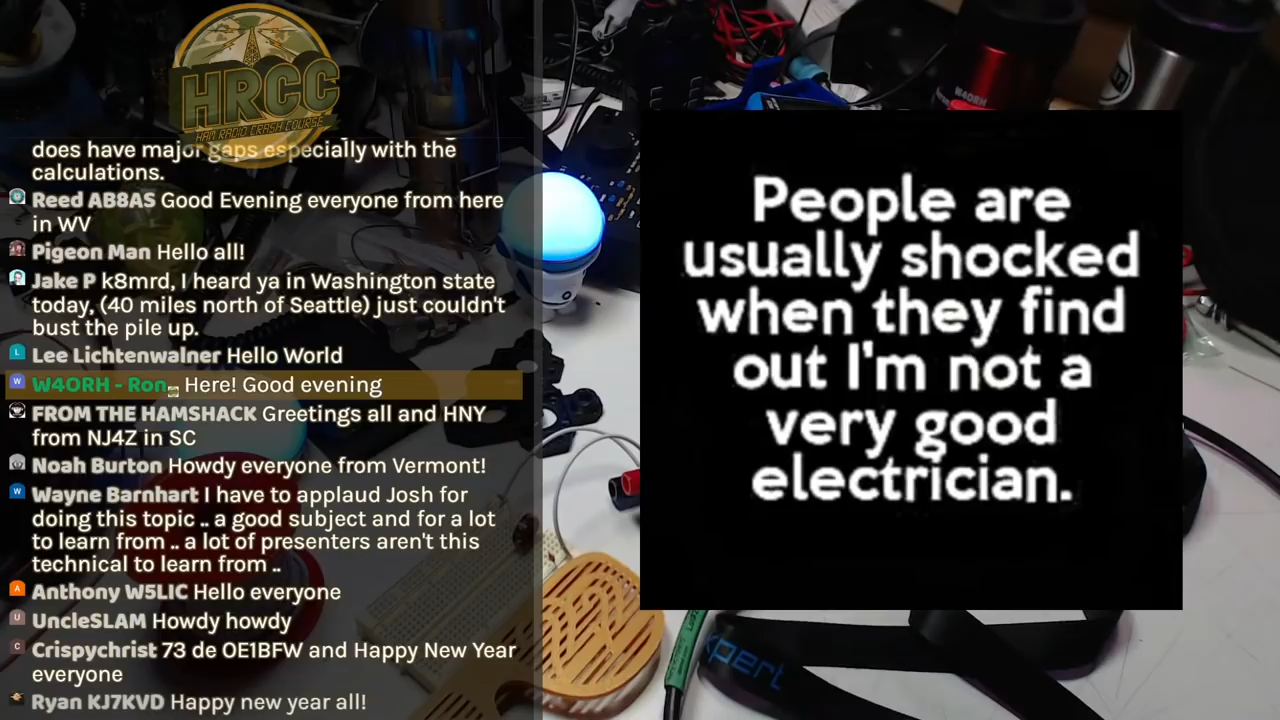 HRCC
HAM RADIO CRASH COURSE
does have major gaps especially with the
calculations.
Reed AB8AS Good Evening everyone from here
in WV
Pigeon Man Hello all!
Jake P k8mrd, I heard ya in Washington state
today, (40 miles north of Seattle) just couldn't
bust the pile up.
L Lee Lichtenwalner Hello World
W W4ORH - Ron Here! Good evening
FROM THE HAMSHACK Greetings all and HNY
from NJ4Z in SC
Noah Burton Howdy everyone from Vermont!
W Wayne Barnhart I have to applaud Josh for
doing this topic .. a good subject and for a lot
to learn from .. a lot of presenters aren't this
technical to learn from ..
A Anthony W5LIC Hello everyone
U UncleSLAM Howdy howdy
C Crispychrist 73 de OE1BFW and Happy New Year
everyone
Ryan KJ7KVD Happy new year all!
W4ORH
People are
usually shocked
when they find
out I'm not a
very good
electrician.
xpert